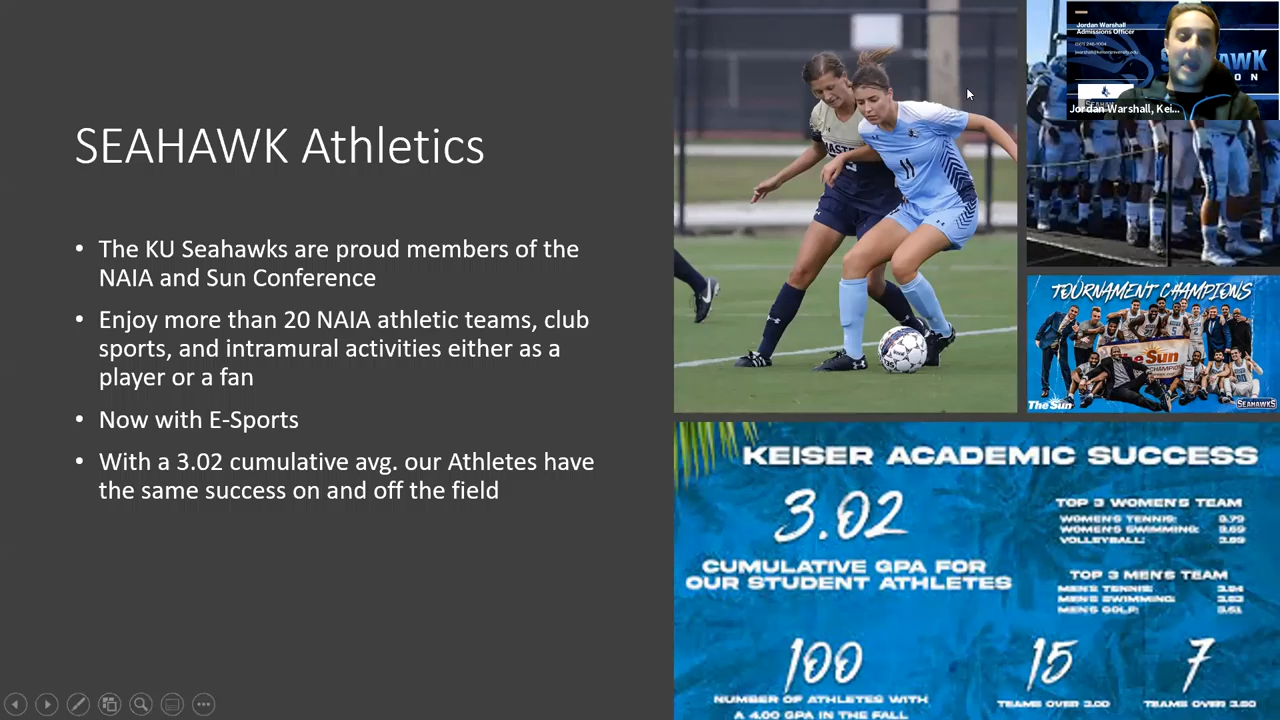 SEAHAWK Athletics
• The KU Seahawks are proud members of the
NAIA and Sun Conference
• Enjoy more than 20 NAIA athletic teams, club
sports, and intramural activities either as a
player or a fan
• Now with E-Sports
• With a 3.02 cumulative avg. our Athletes have
the same success on and off the field
11
Jordan Warshall
Admissions Officer
Jordan Warshall, Kei...
TOURNAMENT CHAMPIONS
The Sun
The Sun
SEAHAWKS
KEISER ACADEMIC SUCCESS
3.02
CUMULATIVE GPA FOR
OUR STUDENT ATHLETES
TOP 3 WOMEN'S TEAM
WOMEN'S TENNIS:
WOMEN'S SWIMMING:
VOLLEYBALL:
TOP 3 MEN'S TEAM
MEN'S TENNIS:
MEN'S SWIMMING:
MEN'S GOLF:
100
NUMBER OF ATHLETES WITH
A 4.00 GPA IN THE FALL
15
TEAMS OVER 3.00
7
TEAMS OVER